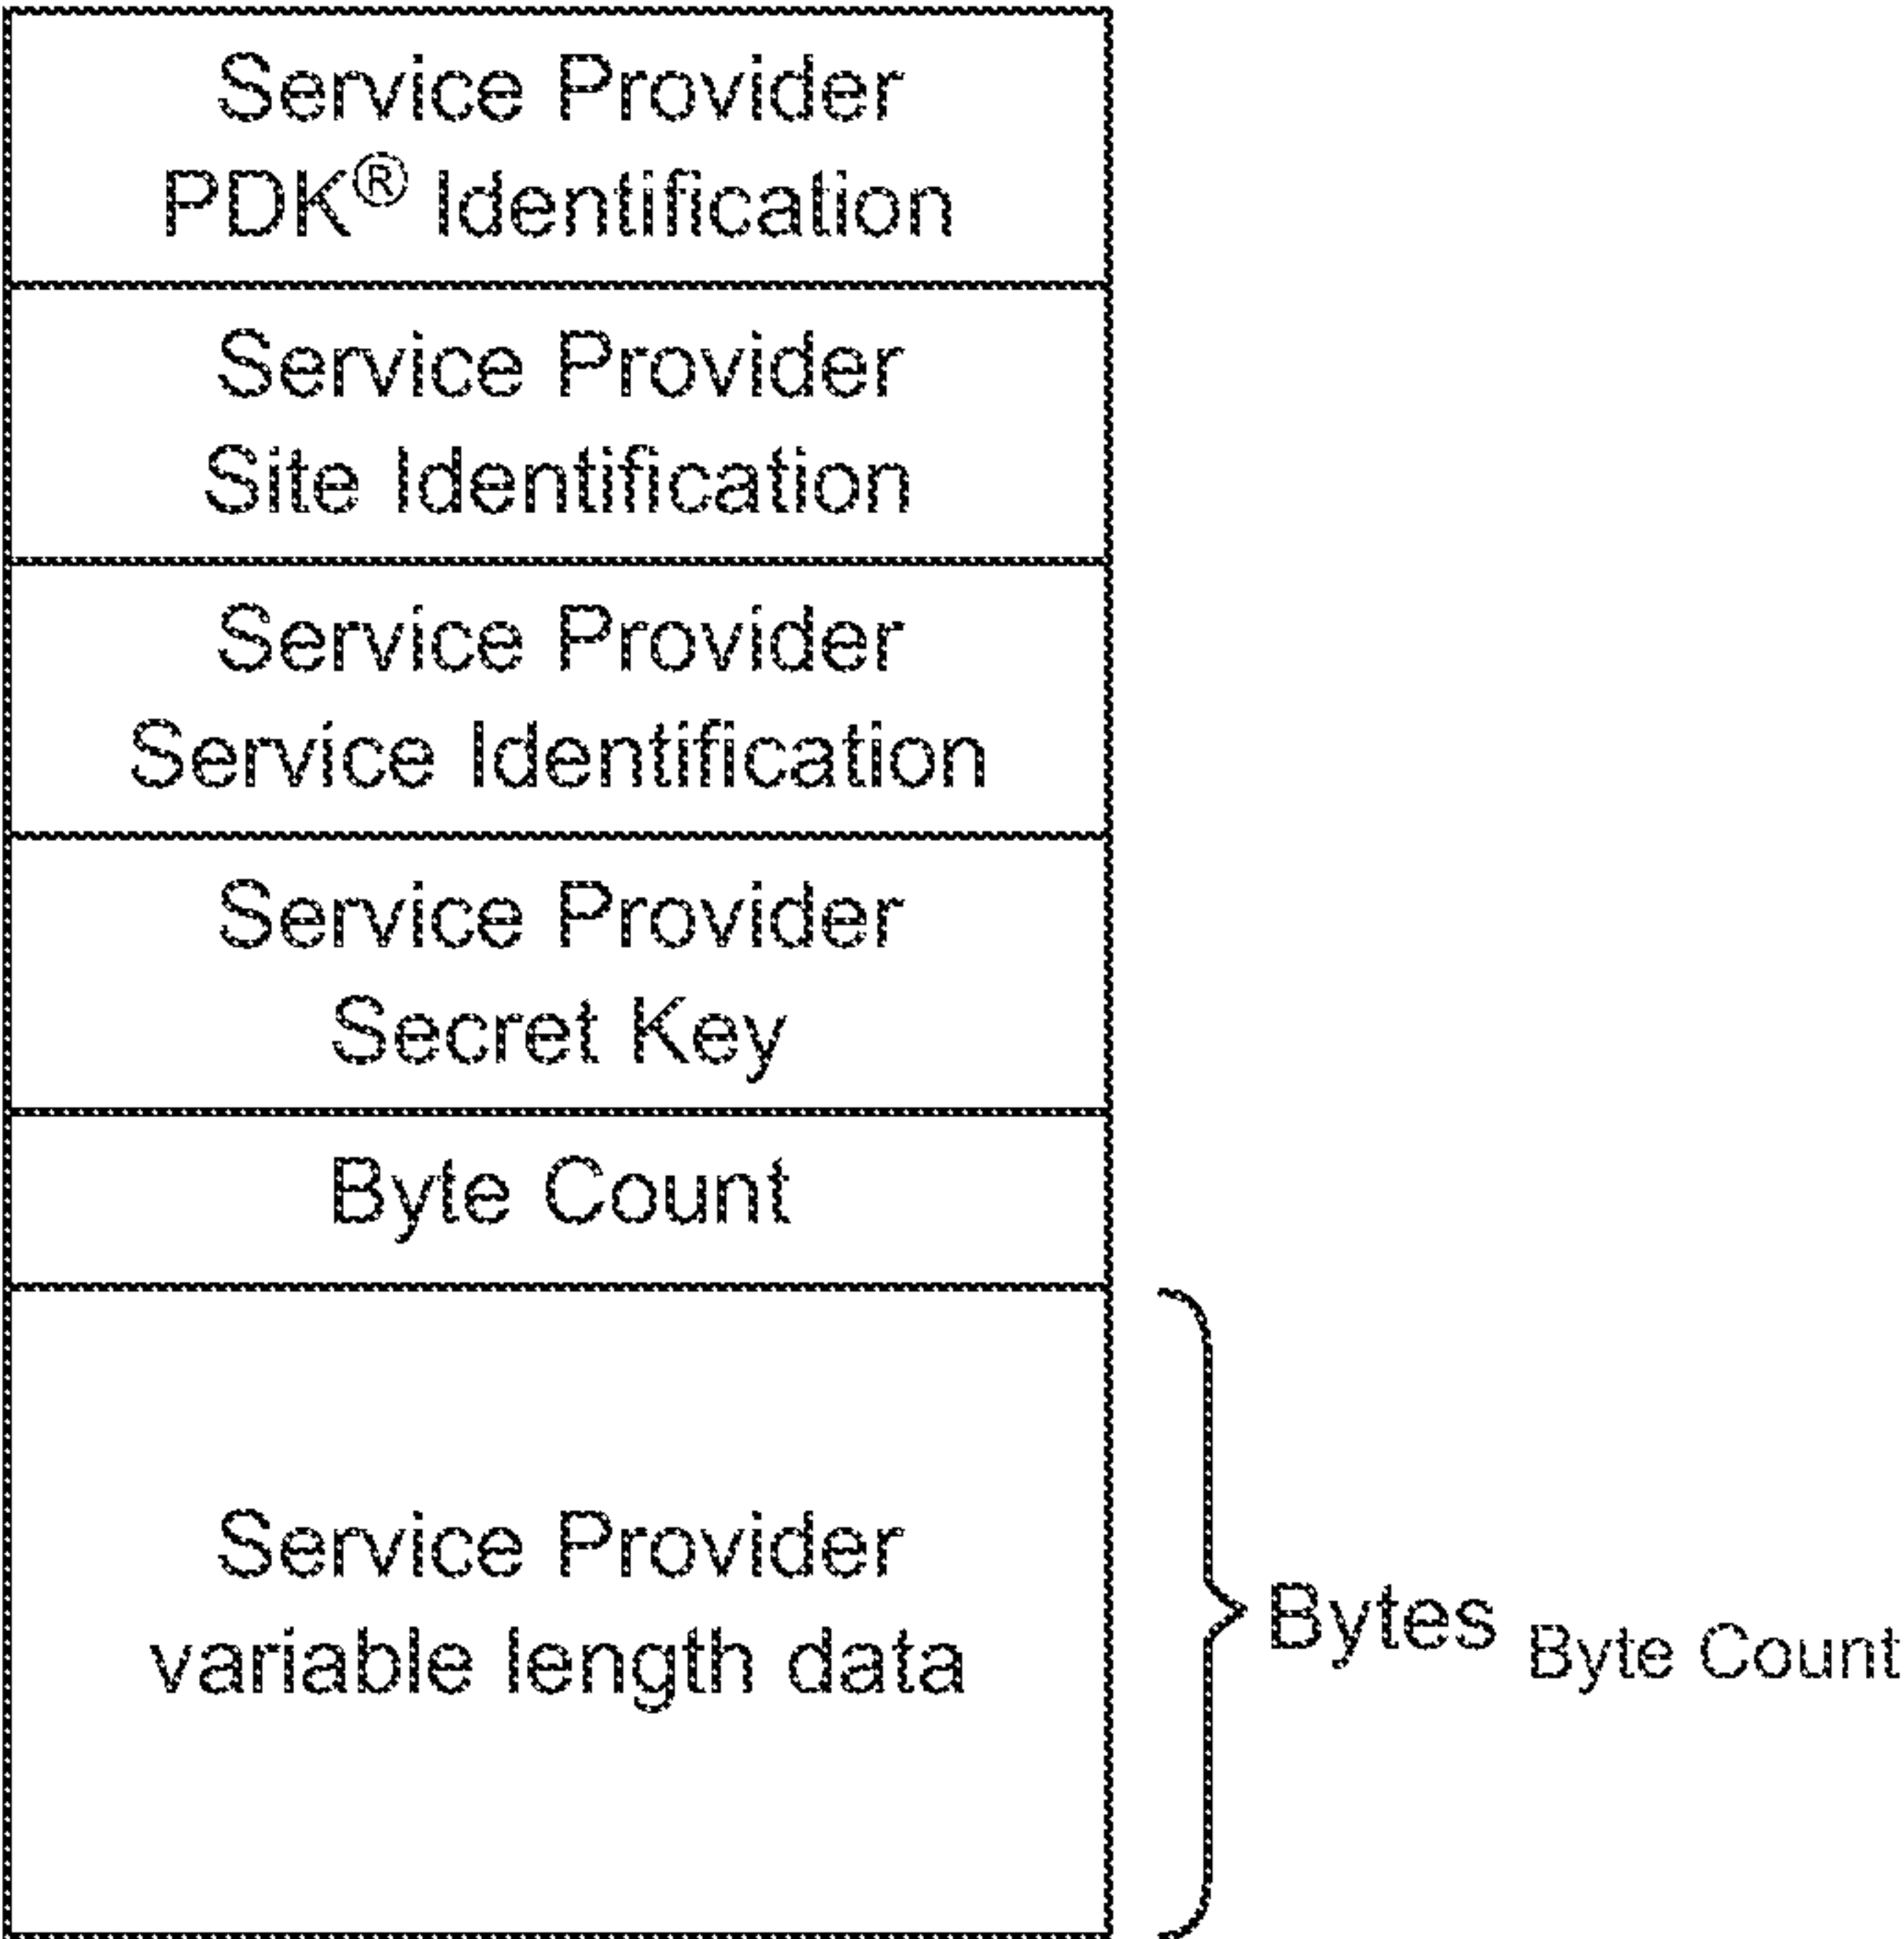 Service Provider
PDK® Identification
Service Provider
Site Identification
Service Provider
Service Identification
Service Provider
Secret Key
Byte Count
Service Provider
variable length data
Bytes Byte Count